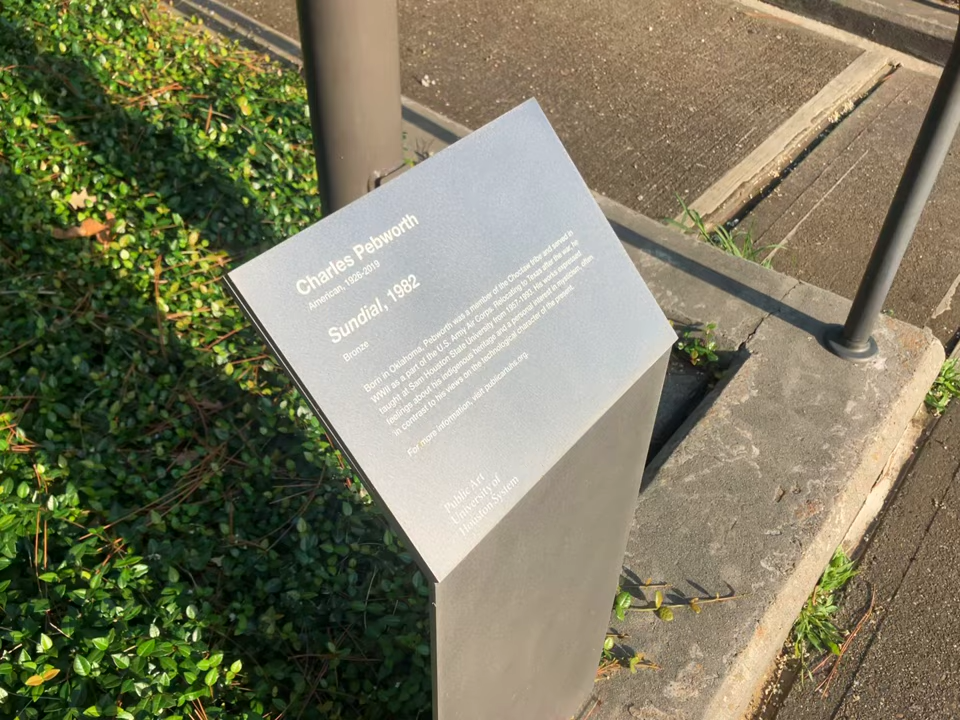 Charles Pebworth
American, 1926-2019
Sundial, 1982
Bronze
Born in Oklahoma, Pebworth was a member of the Choctaw tribe and served in
WWII as a part of the U.S. Army Air Corps. Relocating to Texas after the war, he
taught at Sam Houston State University from 1957-1993. His works expressed
feelings about his indigenous heritage and a personal interest in mysticism, often
in contrast to his views on the technological character of the present.
For more information, visit publicartuhs.org.
Public Art
University of
Houston System